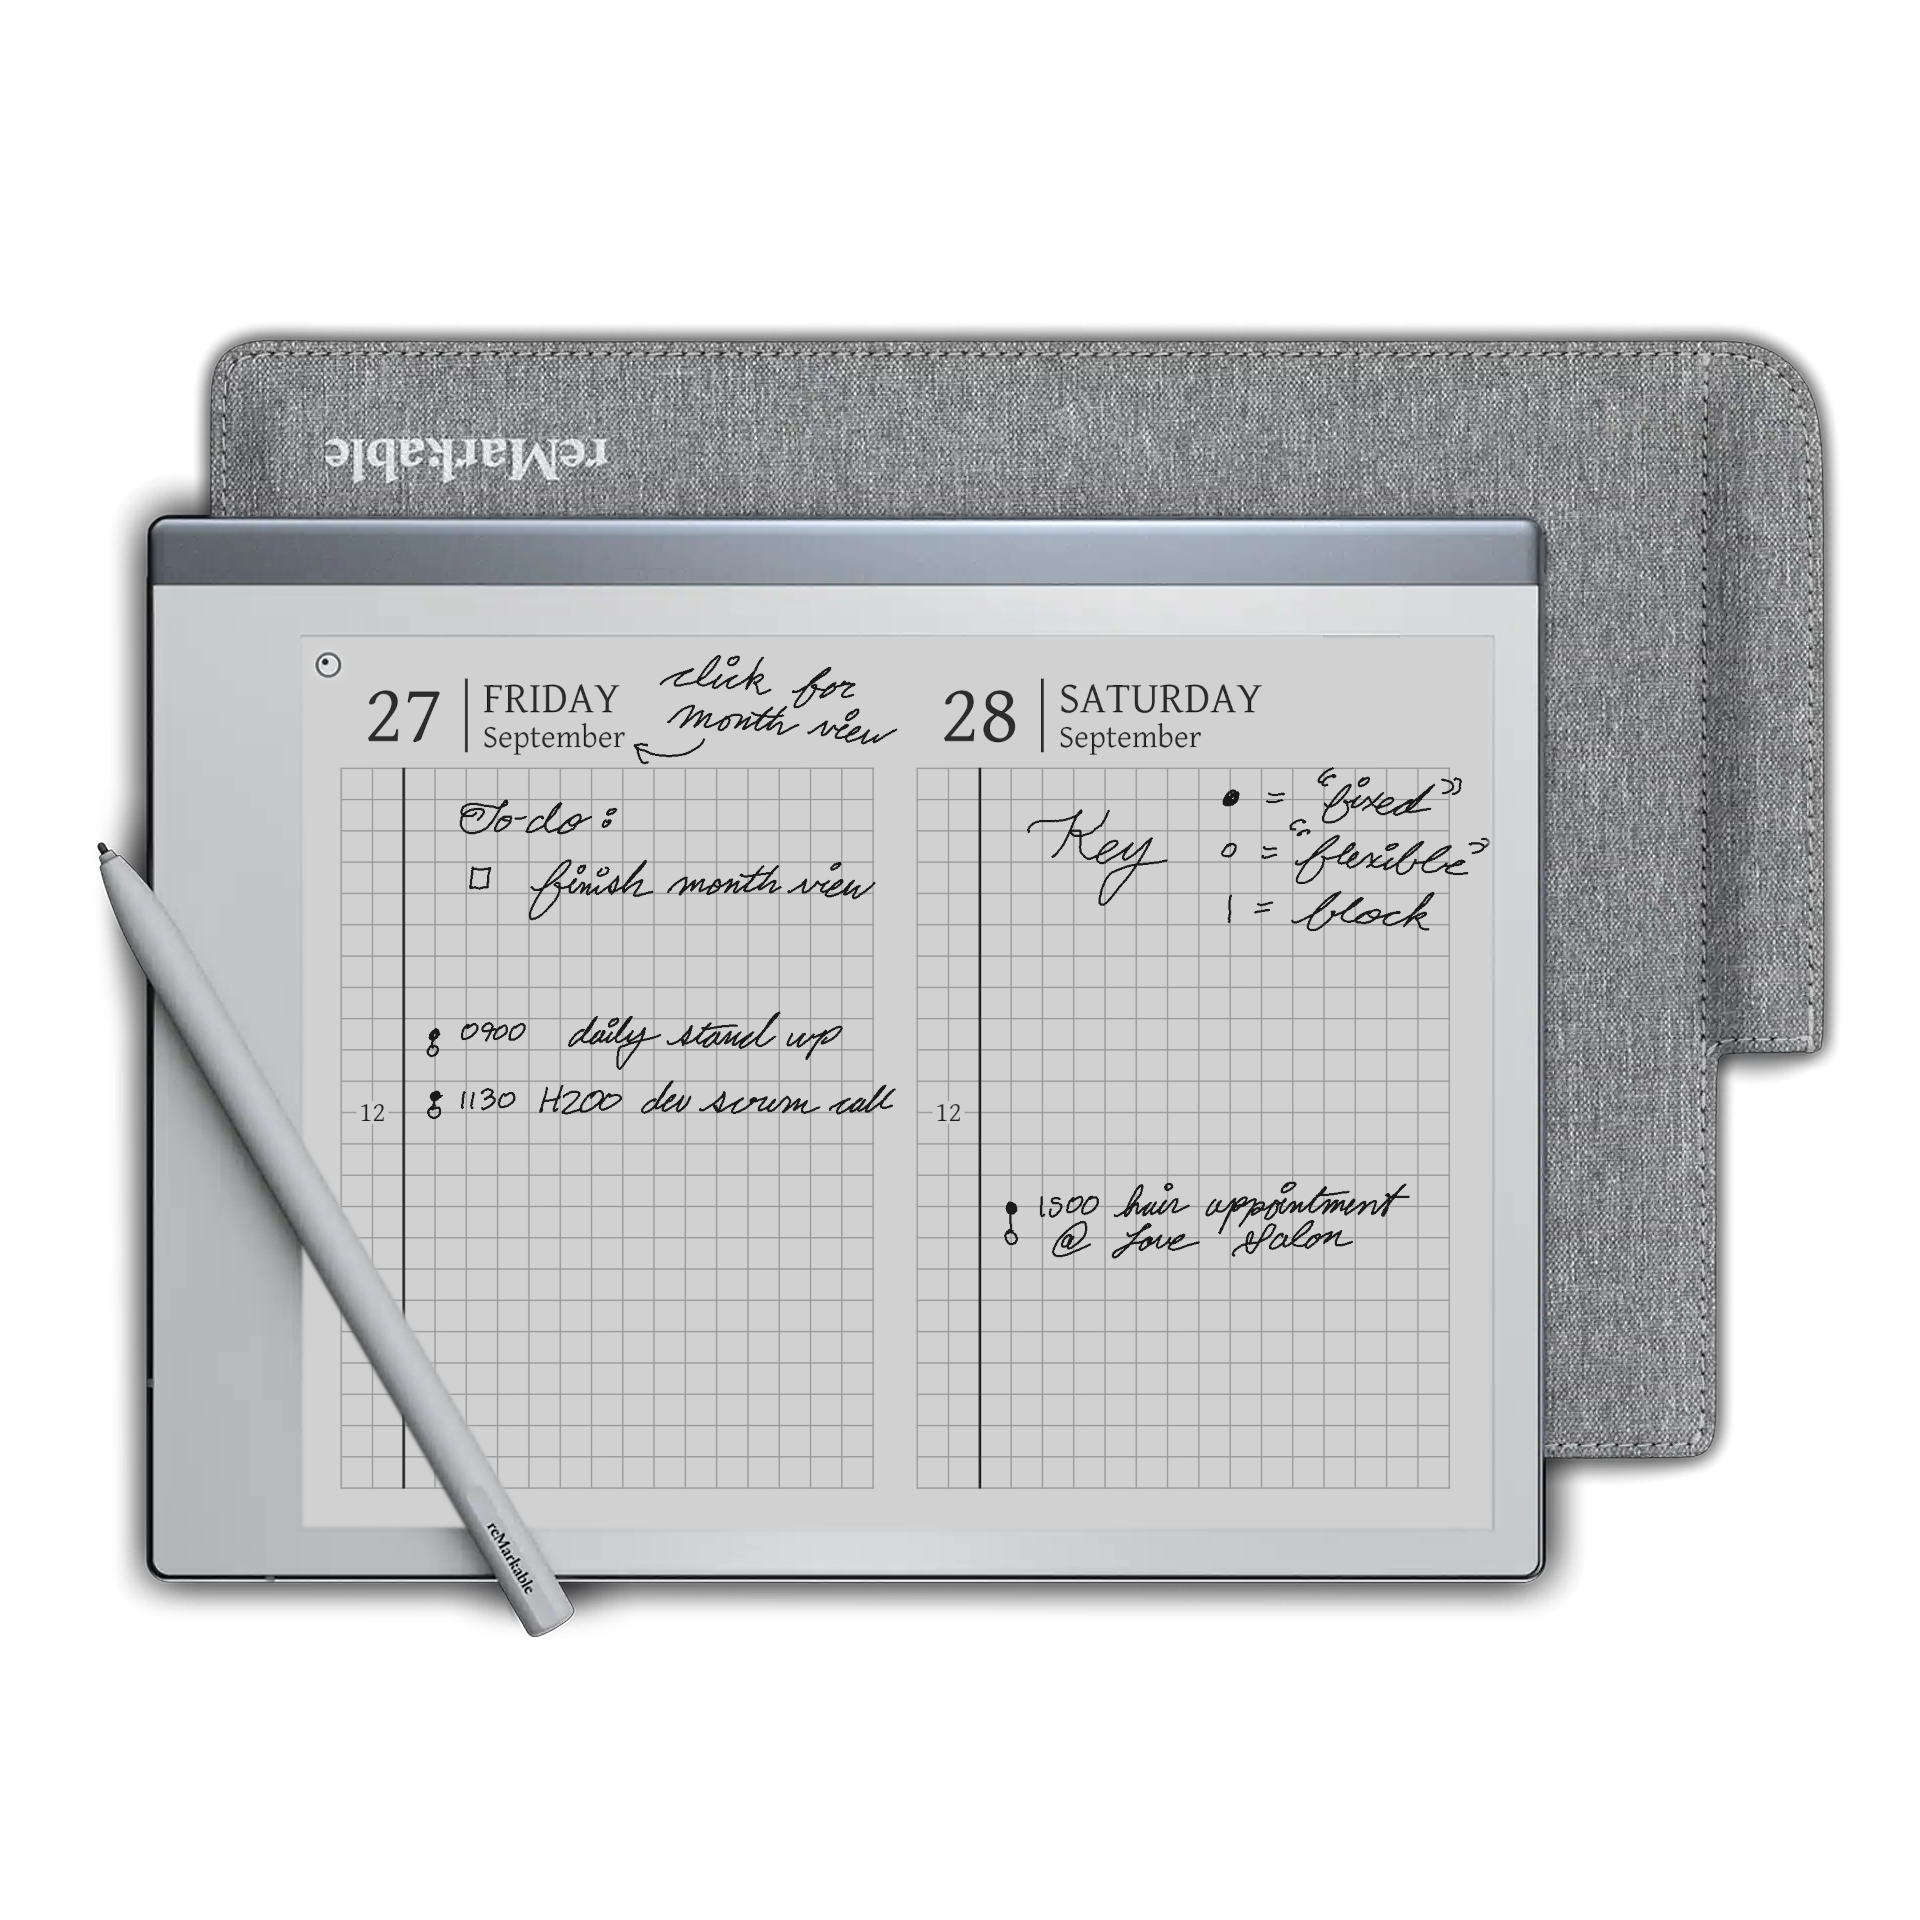 reMarkable
27 FRIDAY
September
click for
month view
To-do:
finish month view
0900 daily stand up
12
1130 H200 dev scrum call
28 SATURDAY
September
Key
● = "fixed"
○ = "flexible"
| = block
12
1500 hair appointment
@ Love Salon
reMarkable